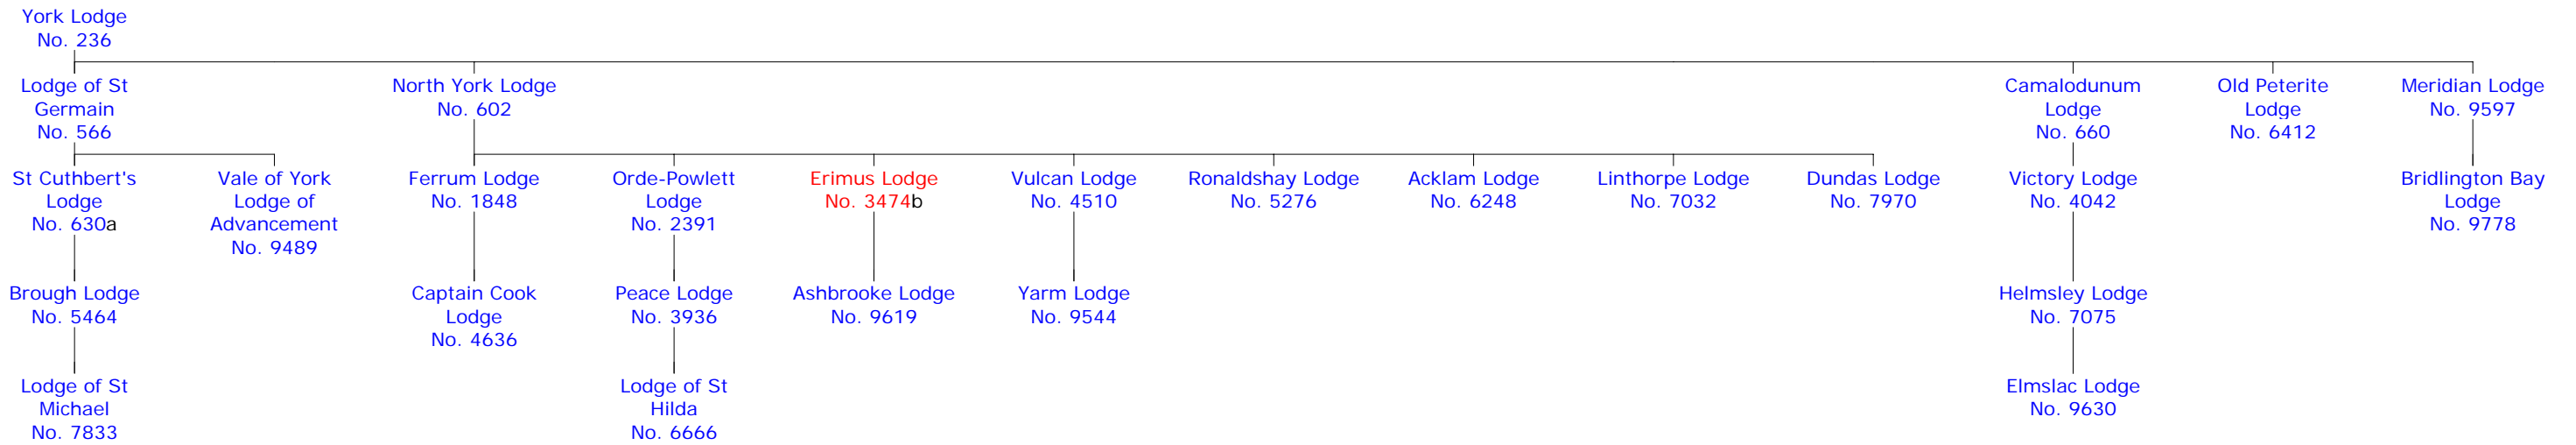 York Lodge
No. 236
Lodge of St
Germain
No. 566
North York Lodge
No. 602
Camalodunum
Lodge
No. 660
Old Peterite
Lodge
No. 6412
Meridian Lodge
No. 9597
St Cuthbert's
Lodge
No. 630a
Vale of York
Lodge of
Advancement
No. 9489
Ferrum Lodge
No. 1848
Orde-Powlett
Lodge
No. 2391
Erimus Lodge
No. 3474b
Vulcan Lodge
No. 4510
Ronaldshay Lodge
No. 5276
Acklam Lodge
No. 6248
Linthorpe Lodge
No. 7032
Dundas Lodge
No. 7970
Victory Lodge
No. 4042
Bridlington Bay
Lodge
No. 9778
Brough Lodge
No. 5464
Captain Cook
Lodge
No. 4636
Peace Lodge
No. 3936
Ashbrooke Lodge
No. 9619
Yarm Lodge
No. 9544
Helmsley Lodge
No. 7075
Lodge of St
Michael
No. 7833
Lodge of St
Hilda
No. 6666
Elmslac Lodge
No. 9630